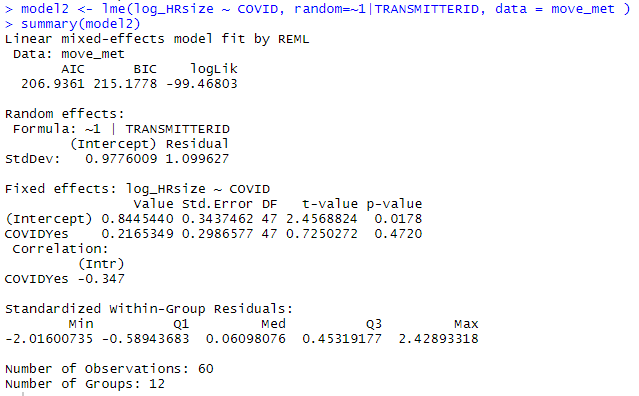 > model2 <- lme(log_HRsize ~ COVID, random=~1|TRANSMITTERID, data = move_met )
> summary(model2)
Linear mixed-effects model fit by REML
 Data: move_met
       AIC      BIC    logLik
  206.9361 215.1778 -99.46803

Random effects:
 Formula: ~1 | TRANSMITTERID
        (Intercept) Residual
StdDev:   0.9776009 1.099627

Fixed effects: log_HRsize ~ COVID
                Value Std.Error DF   t-value p-value
(Intercept) 0.8445440 0.3437462 47 2.4568824  0.0178
COVIDYes    0.2165349 0.2986577 47 0.7250272  0.4720
 Correlation:
         (Intr)
COVIDYes -0.347

Standardized Within-Group Residuals:
        Min          Q1         Med          Q3         Max
-2.01600735 -0.58943683  0.06098076  0.45319177  2.42893318

Number of Observations: 60
Number of Groups: 12